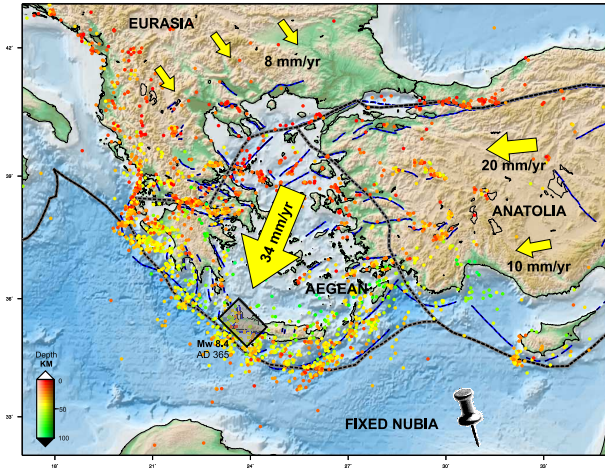 EURASIA
42˚
8 mm/yr
39˚
20 mm/yr
ANATOLIA
34 mm/yr
10 mm/yr
AEGEAN
36˚
Mw 8.4
AD 365
Depth
KM
0
50
100
33˚
FIXED NUBIA
18˚ 21˚ 24˚ 27˚ 30˚ 33˚